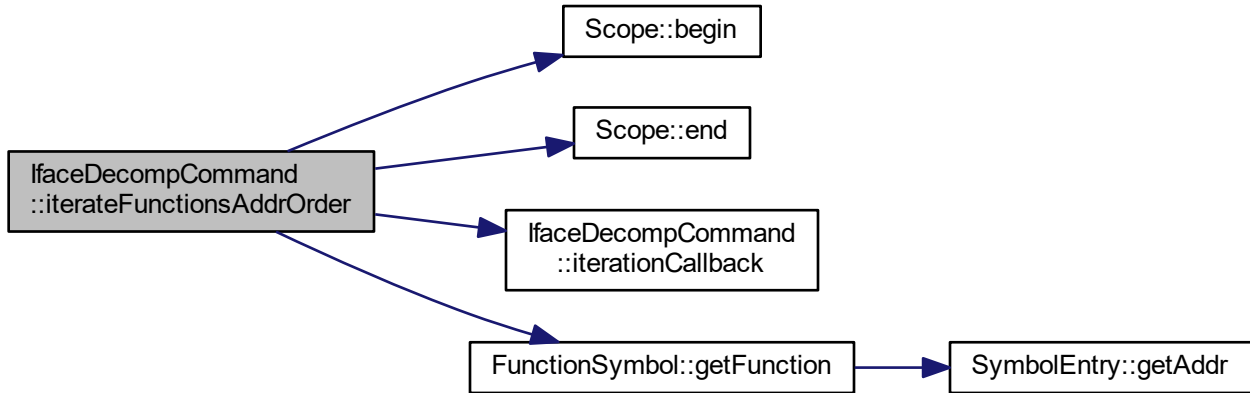 Scope::begin
Scope::end
IfaceDecompCommand
::iterateFunctionsAddrOrder
IfaceDecompCommand
::iterationCallback
FunctionSymbol::getFunction
SymbolEntry::getAddr